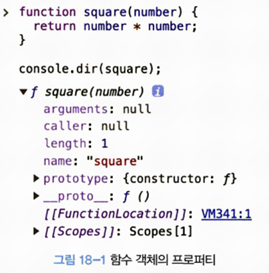 > function square(number) {
return number * number;
}
console.dir(square);
▼ ƒ square(number) i
arguments: null
caller: null
length: 1
name: "square"
▶ prototype: {constructor: ƒ}
▶ __proto__: ƒ ()
[[FunctionLocation]]: VM341:1
▶ [[Scopes]]: Scopes[1]
그림 18-1 함수 객체의 프로퍼티